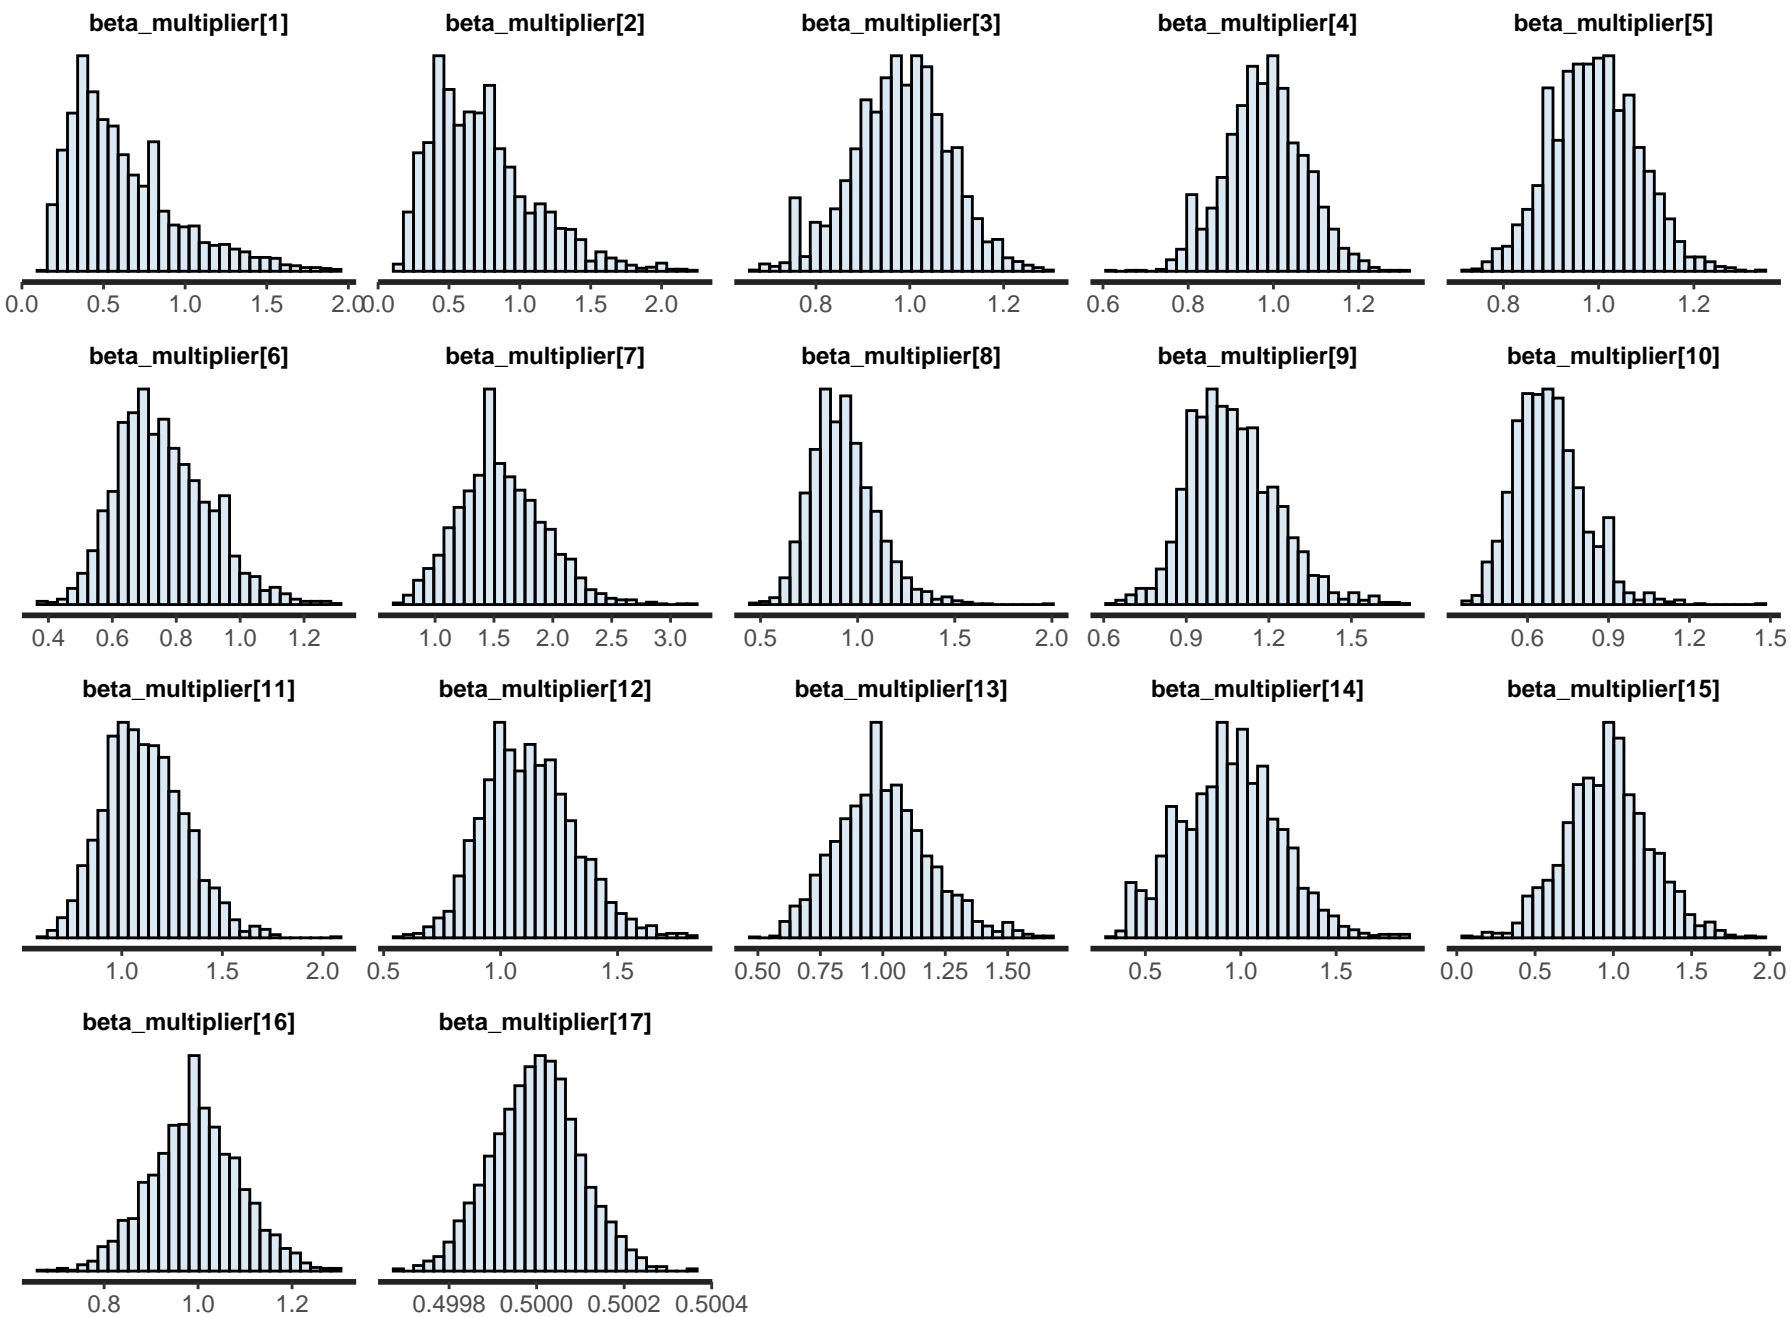 beta_multiplier[1] beta_multiplier[2] beta_multiplier[3] beta_multiplier[4] beta_multiplier[5]
0.0 0.5 1.0 1.5 2.0 0.0 0.5 1.0 1.5 2.0 0.8 1.0 1.2 0.6 0.8 1.0 1.2 0.8 1.0 1.2
beta_multiplier[6] beta_multiplier[7] beta_multiplier[8] beta_multiplier[9] beta_multiplier[10]
0.4 0.6 0.8 1.0 1.2 1.0 1.5 2.0 2.5 3.0 0.5 1.0 1.5 2.0 0.6 0.9 1.2 1.5 0.6 0.9 1.2 1.5
beta_multiplier[11] beta_multiplier[12] beta_multiplier[13] beta_multiplier[14] beta_multiplier[15]
1.0 1.5 2.0 0.5 1.0 1.5 0.50 0.75 1.00 1.25 1.50 0.5 1.0 1.5 0.0 0.5 1.0 1.5 2.0
beta_multiplier[16] beta_multiplier[17]
0.8 1.0 1.2 0.4998 0.5000 0.5002 0.5004